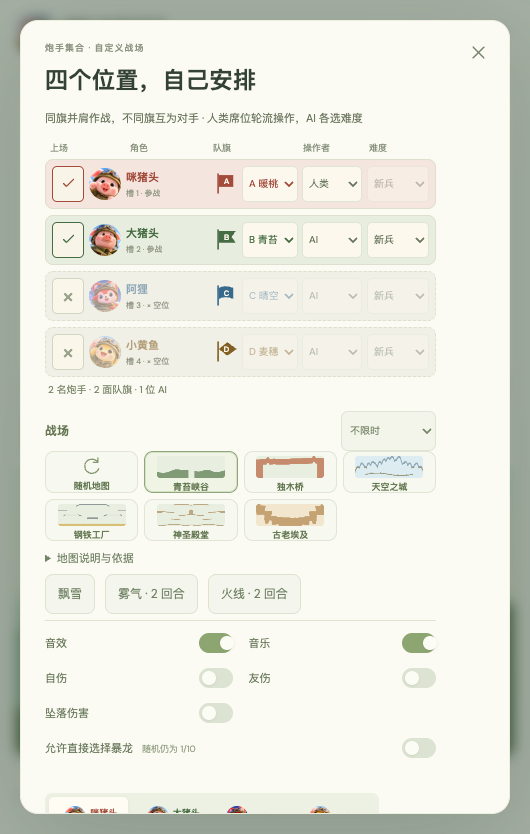 炮手集合 · 自定义战场
四个位置，自己安排
同旗并肩作战，不同旗互为对手 · 人类席位轮流操作，AI 各选难度
上场 角色 队旗 操作者 难度
咪猪头 A A 暖桃 人类 新兵
槽 1 · 参战
大猪头 B B 青苔 AI 新兵
槽 2 · 参战
阿狸 C C 晴空 AI 新兵
槽 3 · × 空位
小黄鱼 D D 麦穗 AI 新兵
槽 4 · × 空位
2 名炮手 · 2 面队旗 · 1 位 AI
战场 不限时
随机地图 青苔峡谷 独木桥 天空之城
钢铁工厂 神圣殿堂 古老埃及
地图说明与依据
飘雪 雾气 · 2 回合 火线 · 2 回合
音效 音乐
自伤 友伤
坠落伤害
允许直接选择暴龙 随机仍为 1/10
咪猪头 大猪头